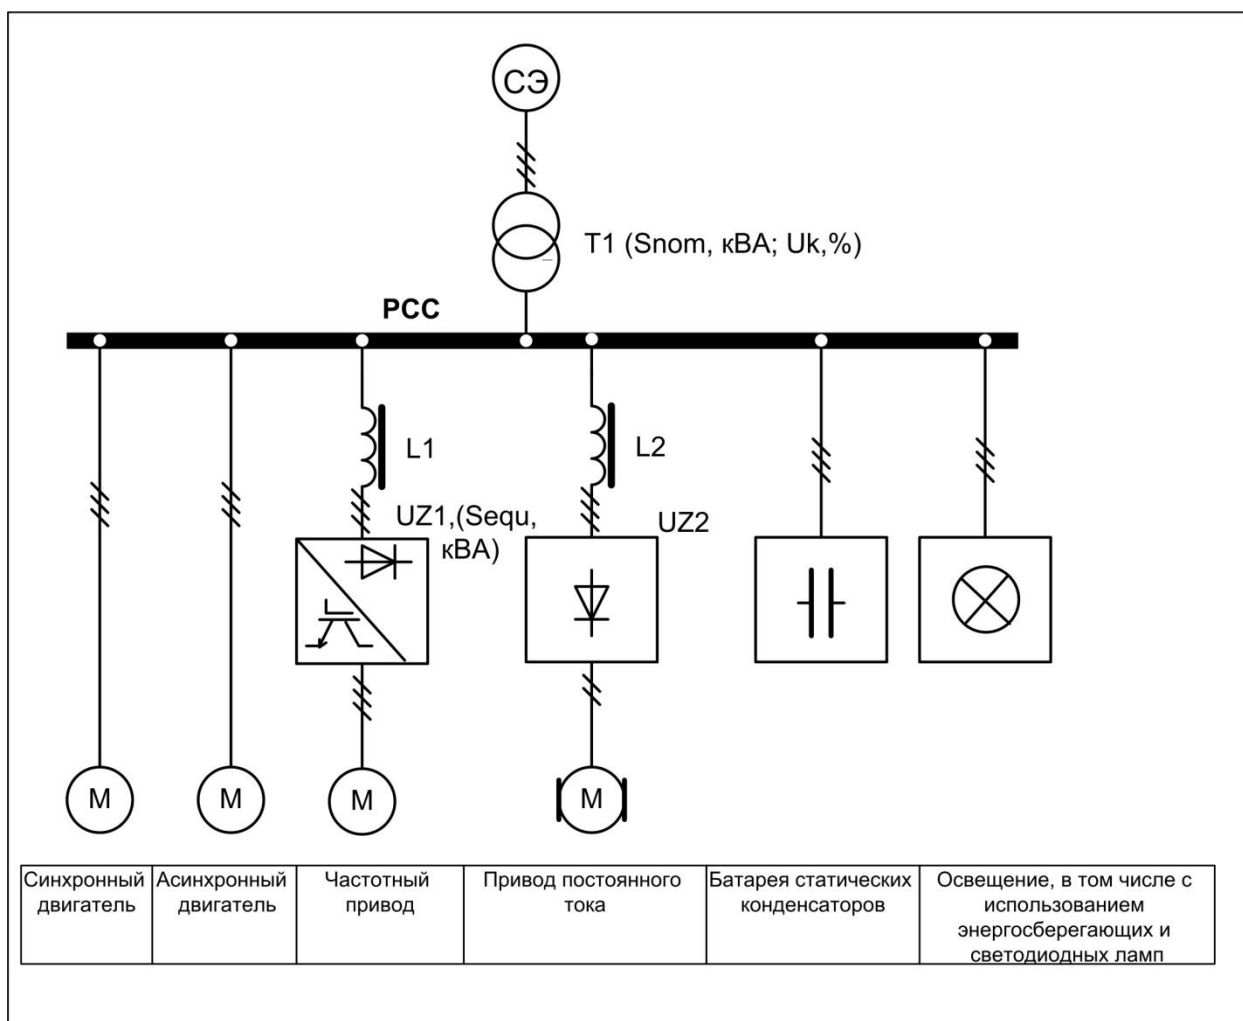 СЭ
T1 (Snom, кВА; Uk,%)
PCC
L1
L2
UZ1,(Sequ,
кВА)
UZ2
M
M
M
M
Синхронный
двигатель
Асинхронный
двигатель
Частотный
привод
Привод постоянного
тока
Батарея статических
конденсаторов
Освещение, в том числе с
использованием
энергосберегающих и
светодиодных ламп